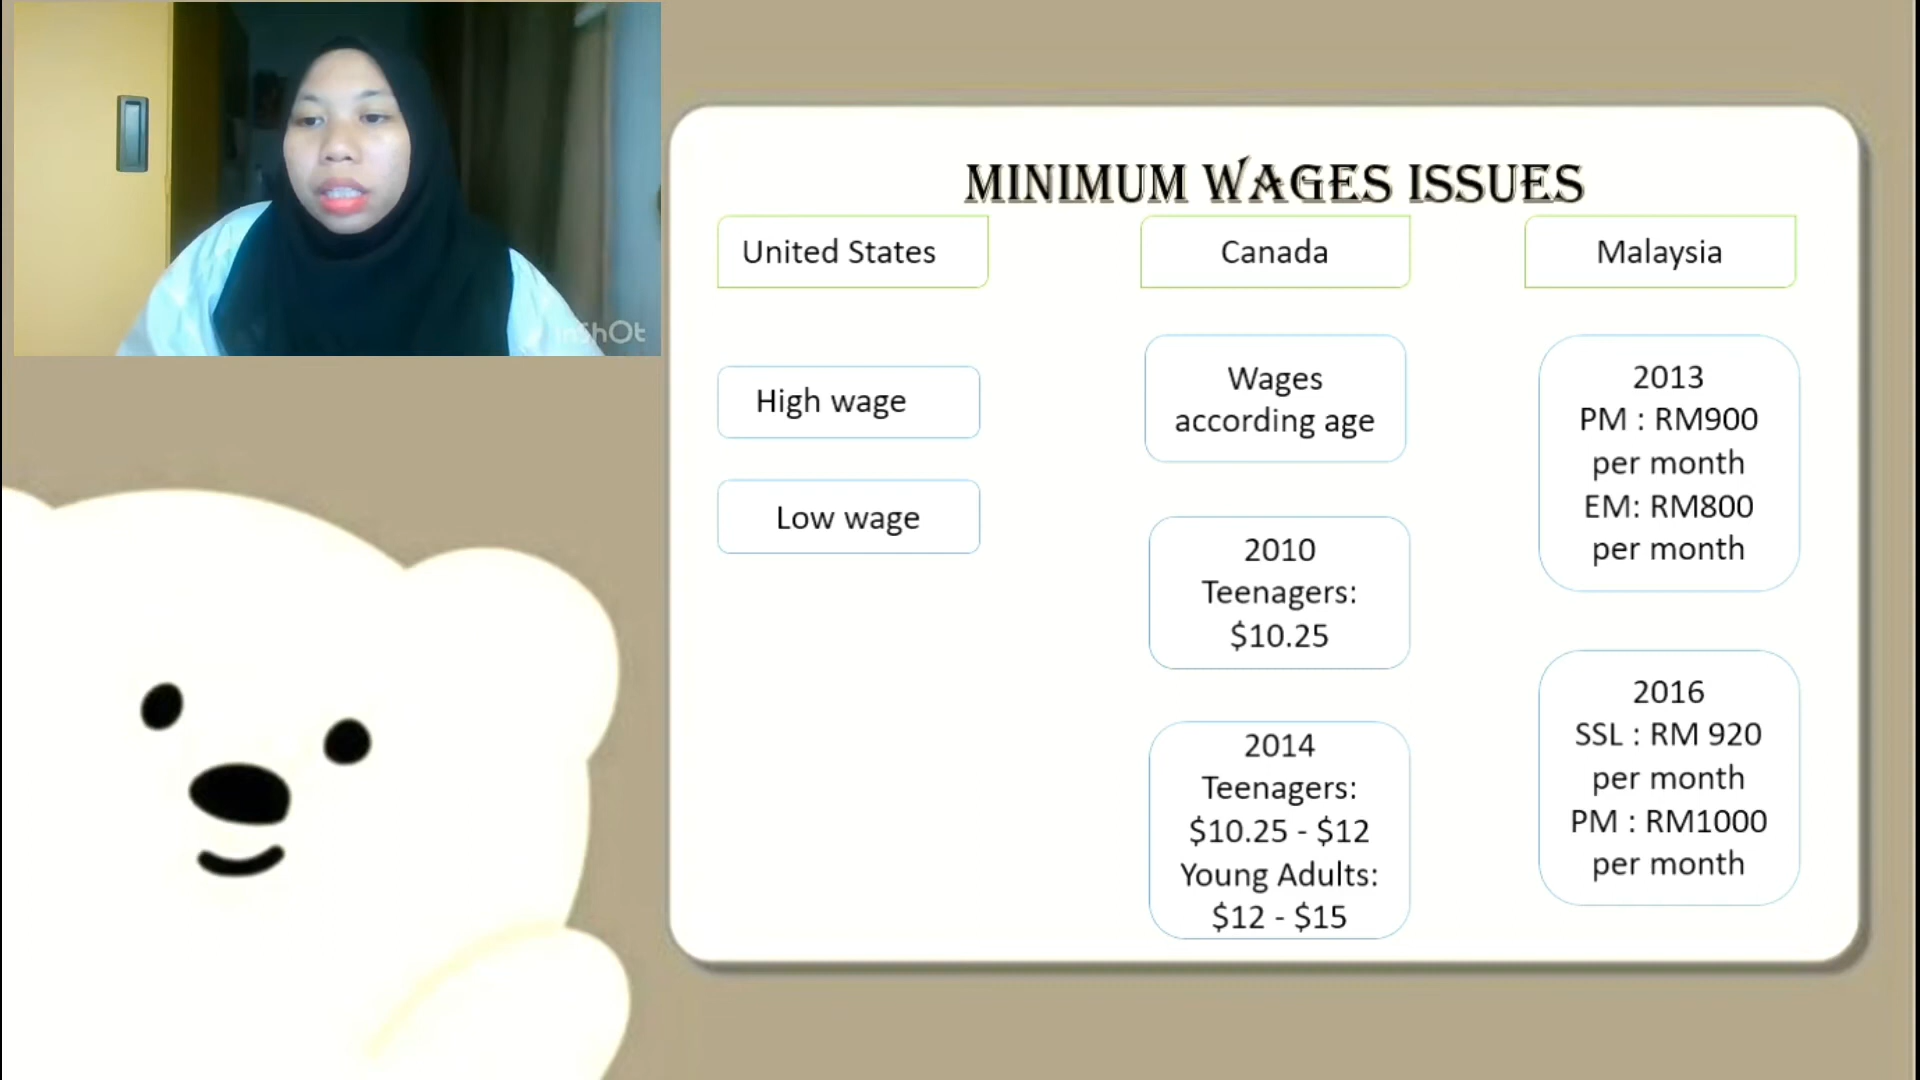 InShOt
MINIMUM WAGES ISSUES
United States
High wage
Low wage
Canada
Wages
according age
2010
Teenagers:
$10.25
2014
Teenagers:
$10.25 - $12
Young Adults:
$12 - $15
Malaysia
2013
PM : RM900
per month
EM: RM800
per month
2016
SSL : RM 920
per month
PM : RM1000
per month